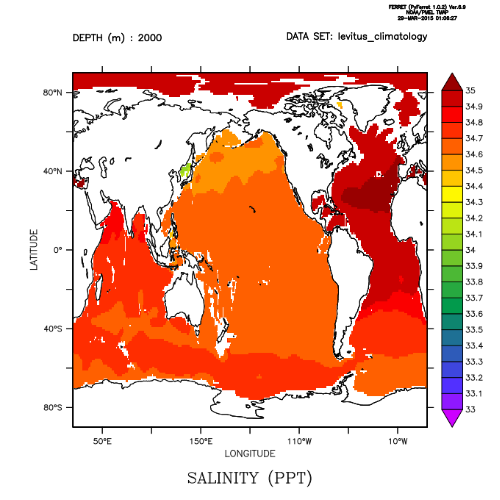 FERRET (PyFerret 1.0.2) Ver.6.9
NOAA/PMEL TMAP
29-MAR-2015 01:08:27
DEPTH (m) : 2000
DATA SET: levitus_climatology
80°N
40°N
0°
40°S
80°S
LATITUDE
50°E
150°E
110°W
10°W
LONGITUDE
35
34.9
34.8
34.7
34.6
34.5
34.4
34.3
34.2
34.1
34
33.9
33.8
33.7
33.6
33.5
33.4
33.3
33.2
33.1
33
SALINITY (PPT)